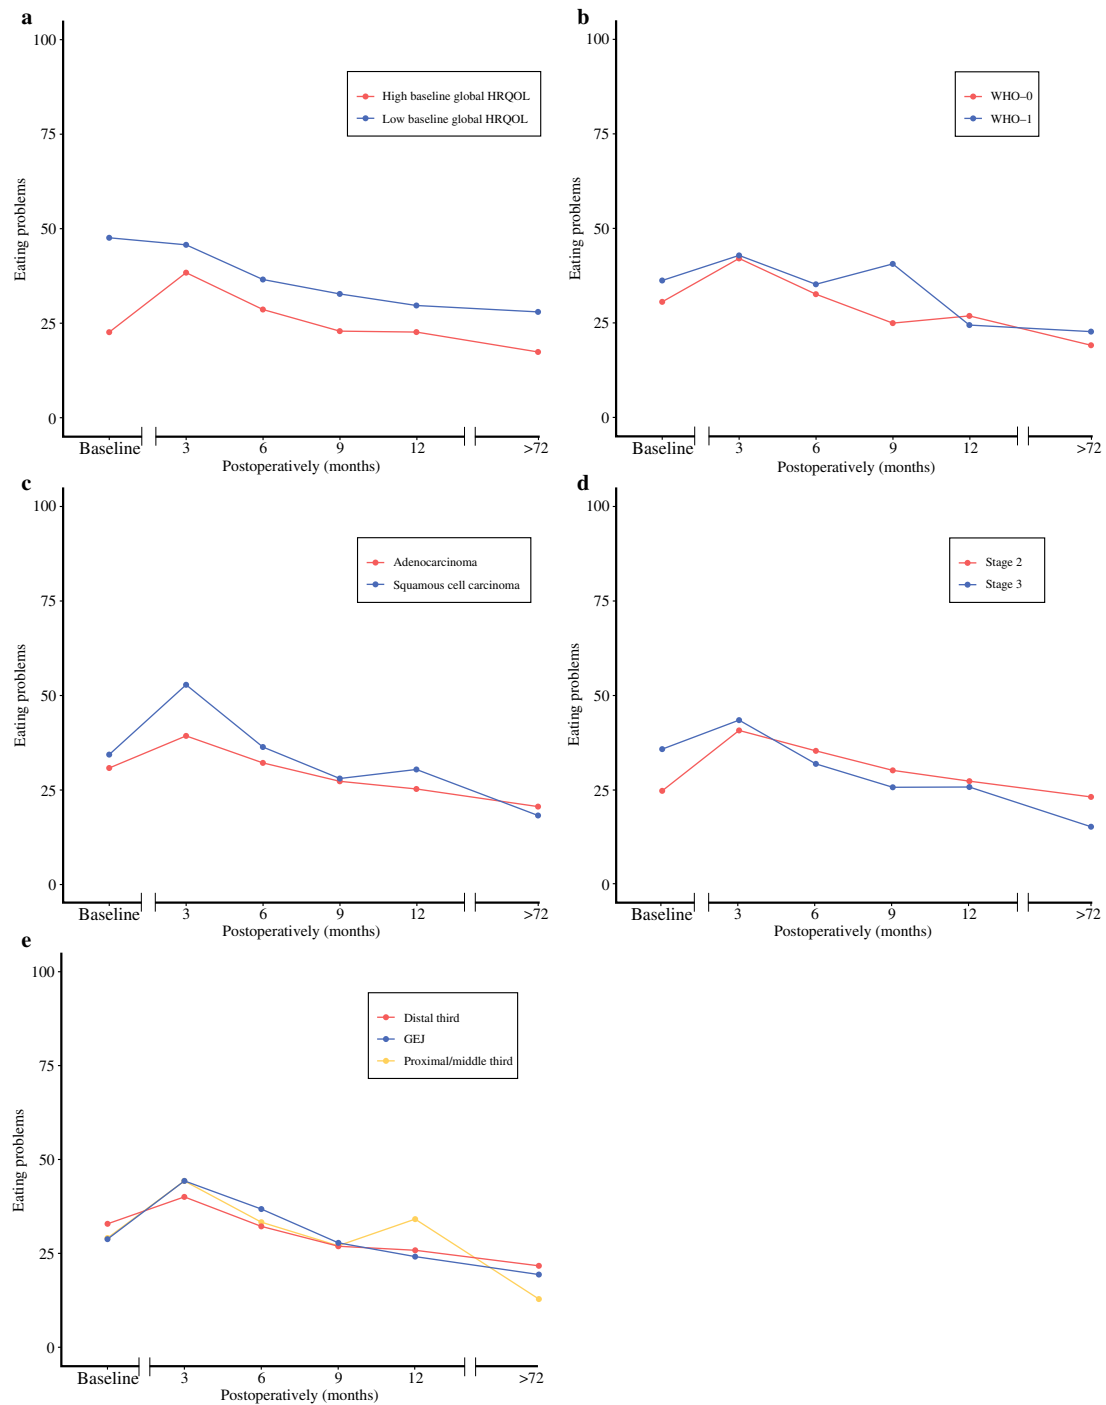 a
100
75
50
25
0
Eating problems
High baseline global HRQOL
Low baseline global HRQOL
Baseline 3 6 9 12 >72
Postoperatively (months)
b
100
75
50
25
0
Eating problems
WHO–0
WHO–1
Baseline 3 6 9 12 >72
Postoperatively (months)
c
100
75
50
25
0
Eating problems
Adenocarcinoma
Squamous cell carcinoma
Baseline 3 6 9 12 >72
Postoperatively (months)
d
100
75
50
25
0
Eating problems
Stage 2
Stage 3
Baseline 3 6 9 12 >72
Postoperatively (months)
e
100
75
50
25
0
Eating problems
Distal third
GEJ
Proximal/middle third
Baseline 3 6 9 12 >72
Postoperatively (months)